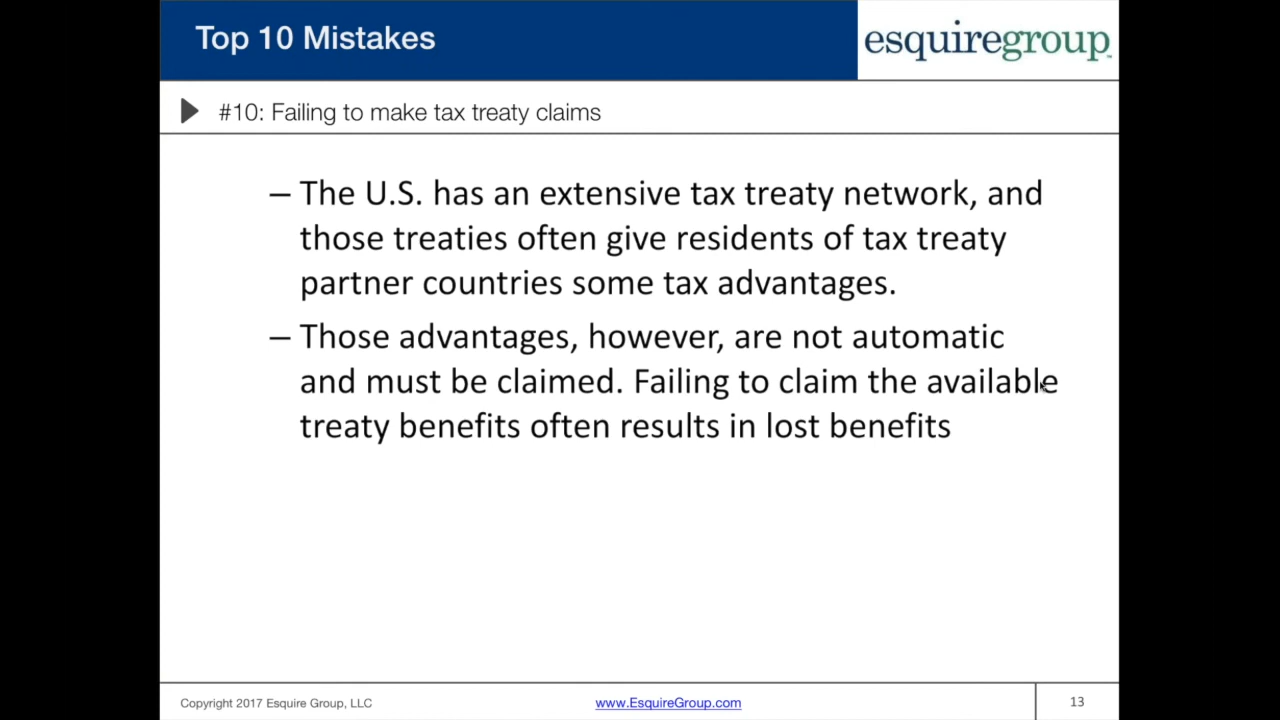 Top 10 Mistakes
esquiregroup™
#10: Failing to make tax treaty claims
– The U.S. has an extensive tax treaty network, and
those treaties often give residents of tax treaty
partner countries some tax advantages.
– Those advantages, however, are not automatic
and must be claimed. Failing to claim the available
treaty benefits often results in lost benefits
Copyright 2017 Esquire Group, LLC
www.EsquireGroup.com
13